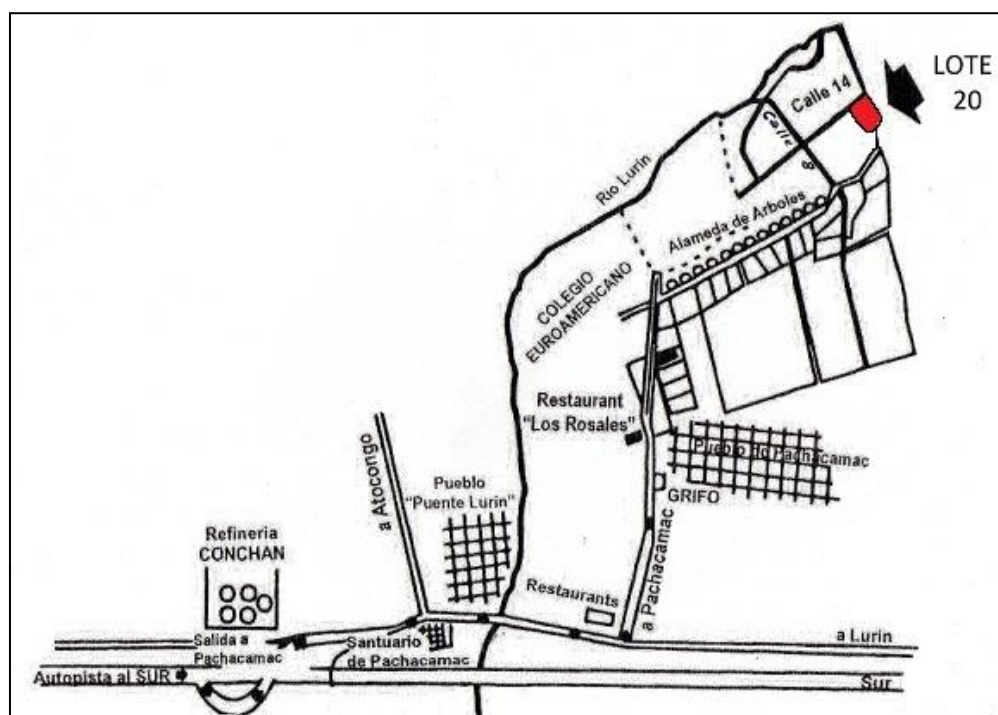 LOTE
20
Calle 14
Calle 8
Rio Lurin
Alameda de Arboles
COLEGIO
EUROAMERICANO
Restaurant
"Los Rosales"
Pueblo de Pachacamac
GRIFO
a Atocongo
Pueblo
"Puente Lurin"
Refineria
CONCHAN
Restaurants
a Pachacamac
a Lurin
Salida a
Pachacamac
Santuario
de Pachacamac
Autopista al SUR
Sur